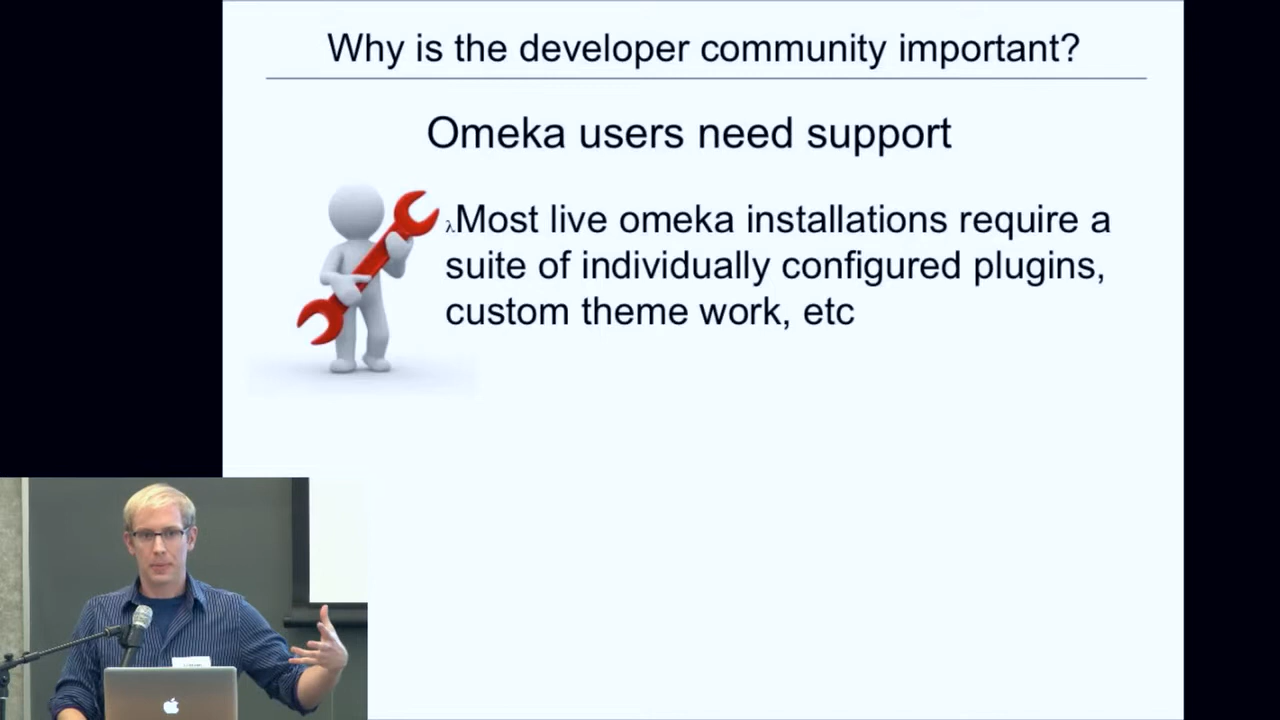 Why is the developer community important?
Omeka users need support
λMost live omeka installations require a
suite of individually configured plugins,
custom theme work, etc